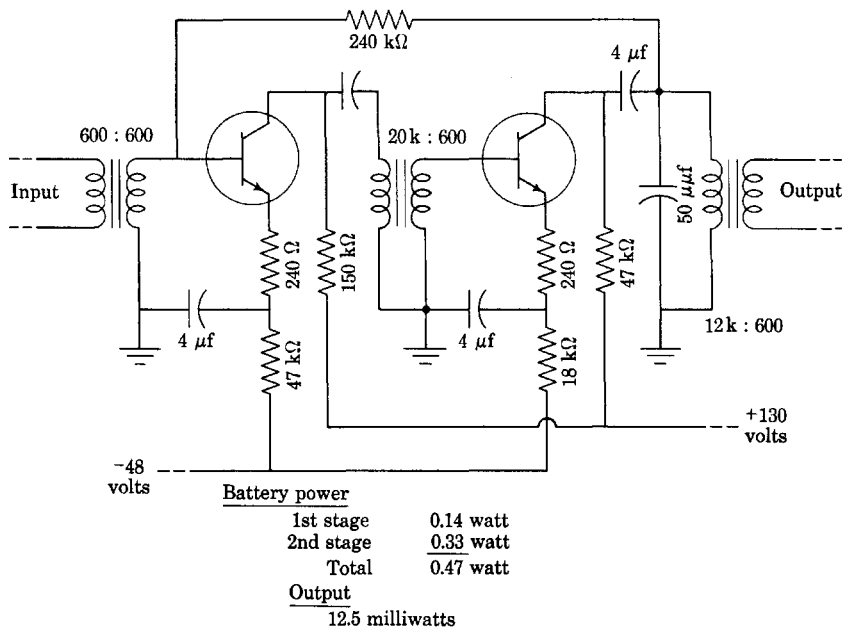 240 kΩ
4 μf
600 : 600
20 k : 600
Input
50 μμf
Output
240 Ω
150 kΩ
240 Ω
47 kΩ
4 μf
4 μf
12 k : 600
47 kΩ
18 kΩ
+130
volts
−48
volts
Battery power
1st stage 0.14 watt
2nd stage 0.33 watt
Total 0.47 watt
Output
12.5 milliwatts